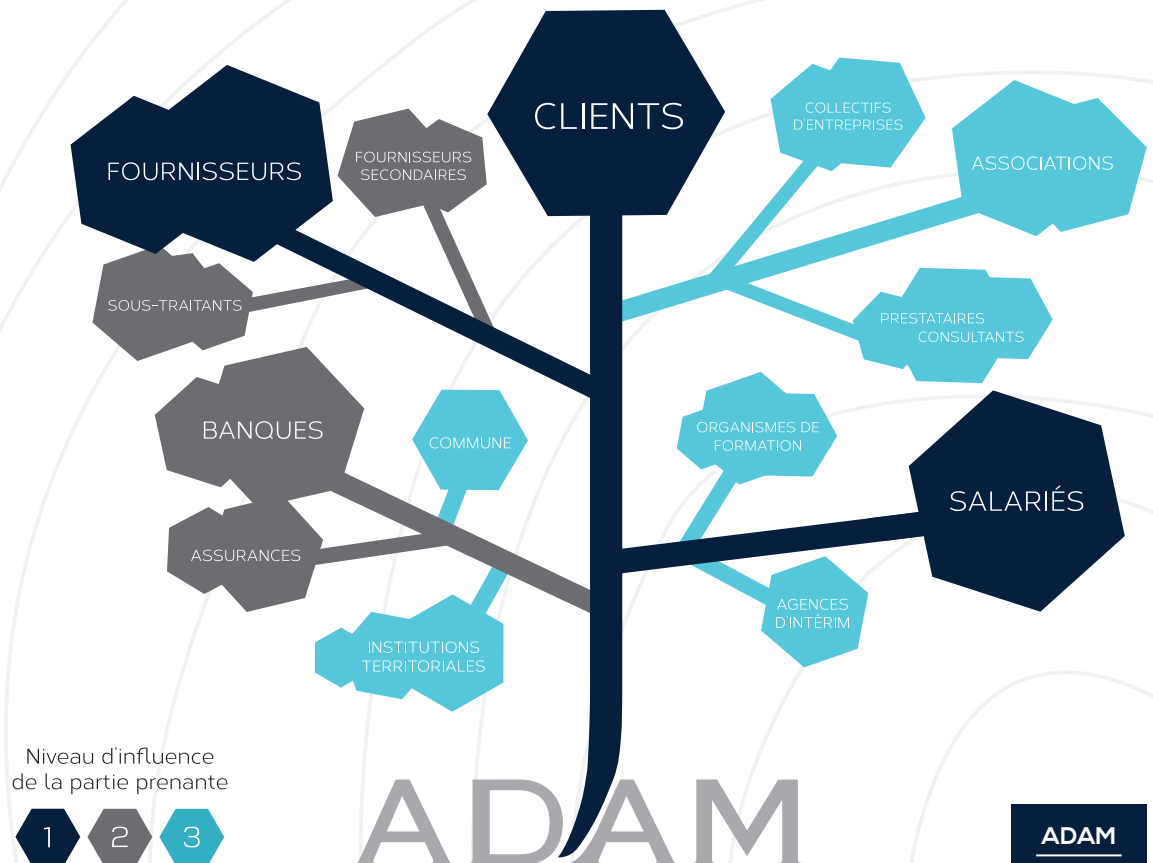 CLIENTS
COLLECTIFS
D'ENTREPRISES
ASSOCIATIONS
FOURNISSEURS
FOURNISSEURS
SECONDAIRES
SOUS-TRAITANTS
PRESTATAIRES
CONSULTANTS
BANQUES
COMMUNE
ORGANISMES DE
FORMATION
SALARIÉS
ASSURANCES
AGENCES
D'INTÉRIM
INSTITUTIONS
TERRITORIALES
Niveau d'influence
de la partie prenante
1 2 3
ADAM
ADAM